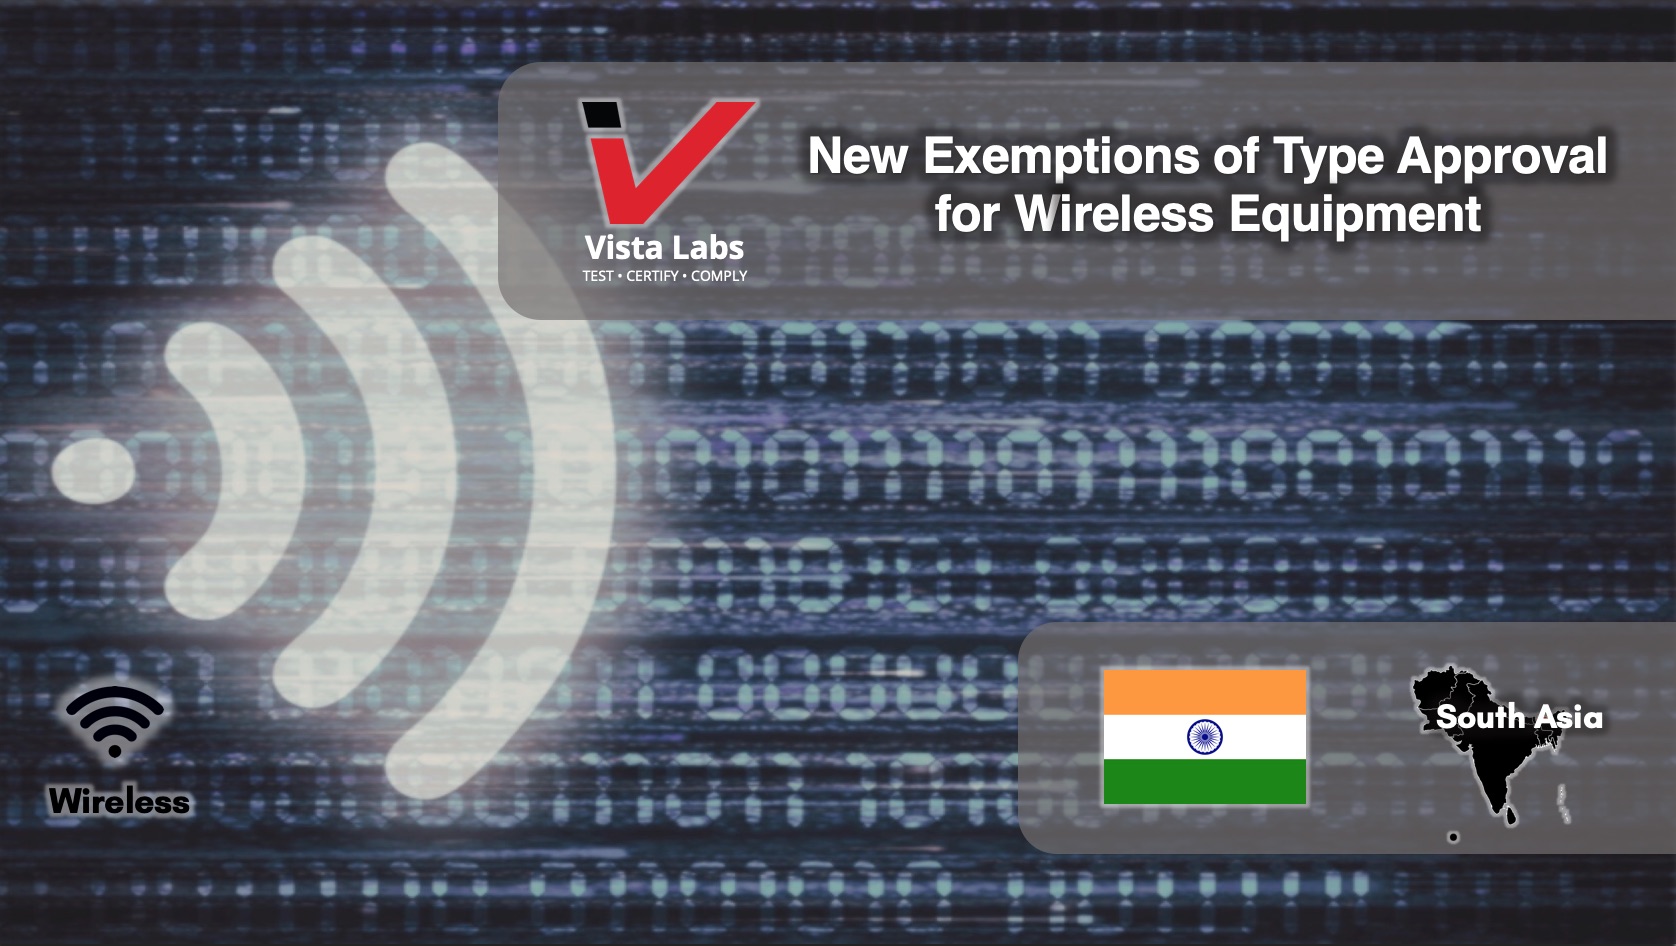 New Exemptions of Type Approval
for Wireless Equipment
Vista Labs
TEST • CERTIFY • COMPLY
South Asia
Wireless